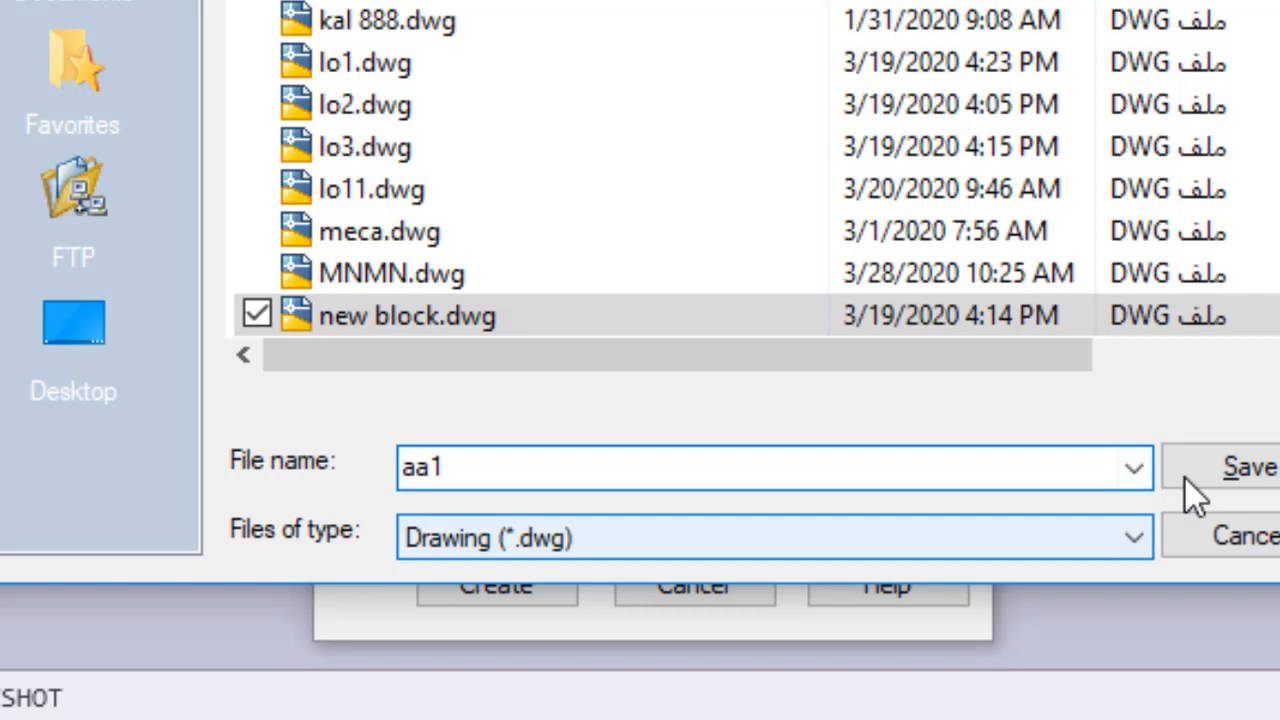 kal 888.dwg 1/31/2020 9:08 AM ملف DWG
Favorites
lo1.dwg 3/19/2020 4:23 PM ملف DWG
lo2.dwg 3/19/2020 4:05 PM ملف DWG
lo3.dwg 3/19/2020 4:15 PM ملف DWG
lo11.dwg 3/20/2020 9:46 AM ملف DWG
FTP
meca.dwg 3/1/2020 7:56 AM ملف DWG
MNMN.dwg 3/28/2020 10:25 AM ملف DWG
new block.dwg 3/19/2020 4:14 PM ملف DWG
Desktop
File name: aa1 Save
Files of type: Drawing (*.dwg) Cance
Create Cancel Help
SHOT